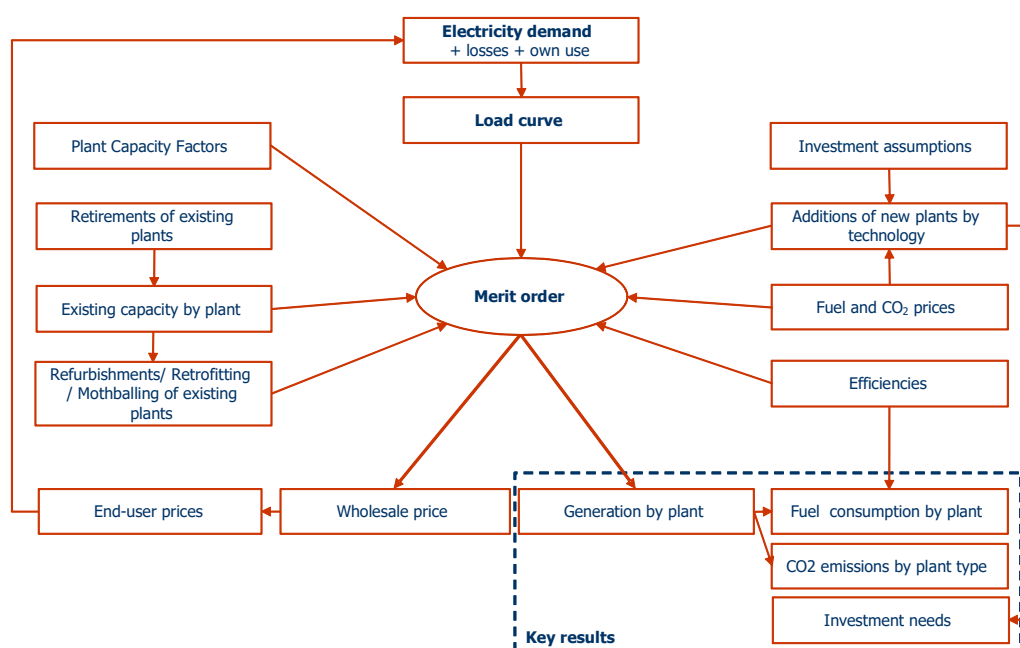 Electricity demand
+ losses + own use
Load curve
Plant Capacity Factors
Investment assumptions
Retirements of existing
plants
Additions of new plants by
technology
Merit order
Existing capacity by plant
Fuel and CO₂ prices
Refurbishments/ Retrofitting
/ Mothballing of existing
plants
Efficiencies
End-user prices
Wholesale price
Generation by plant
Fuel consumption by plant
CO2 emissions by plant type
Investment needs
Key results